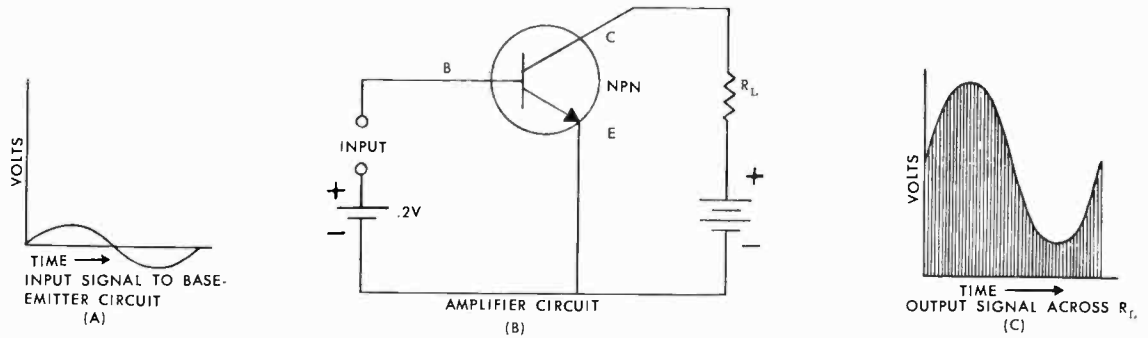 VOLTS
TIME
INPUT SIGNAL TO BASE-
EMITTER CIRCUIT
(A)
B
C
NPN
E
INPUT
+
.2V
−
R_L
+
−
AMPLIFIER CIRCUIT
(B)
VOLTS
TIME
OUTPUT SIGNAL ACROSS R_L
(C)